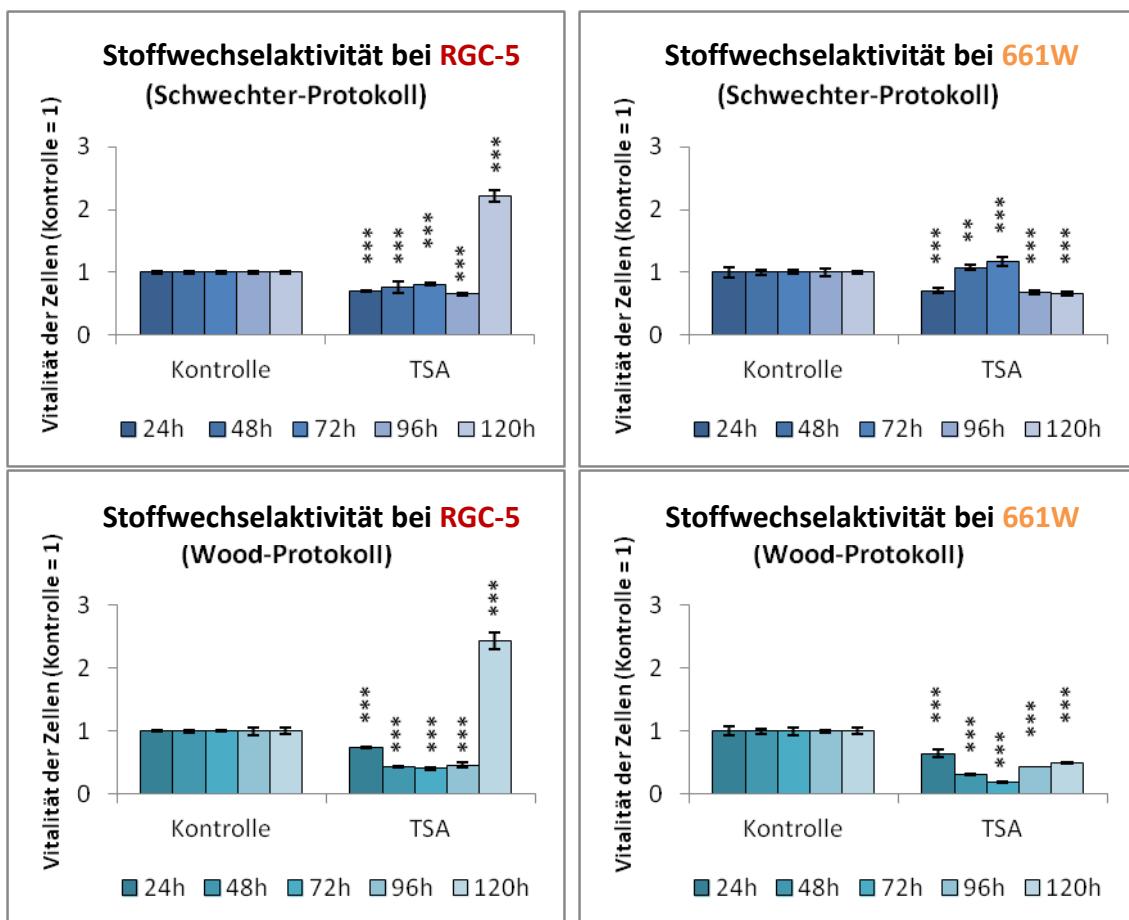 Stoffwechselaktivität bei RGC-5
(Schwechter-Protokoll)
Vitalität der Zellen (Kontrolle = 1)
3
2
1
0
***
***
***
***
***
Kontrolle
TSA
24h
48h
72h
96h
120h
Stoffwechselaktivität bei 661W
(Schwechter-Protokoll)
Vitalität der Zellen (Kontrolle = 1)
3
2
1
0
***
**
***
***
***
Kontrolle
TSA
24h
48h
72h
96h
120h
Stoffwechselaktivität bei RGC-5
(Wood-Protokoll)
Vitalität der Zellen (Kontrolle = 1)
3
2
1
0
***
***
***
***
***
Kontrolle
TSA
24h
48h
72h
96h
120h
Stoffwechselaktivität bei 661W
(Wood-Protokoll)
Vitalität der Zellen (Kontrolle = 1)
3
2
1
0
***
***
***
***
***
Kontrolle
TSA
24h
48h
72h
96h
120h